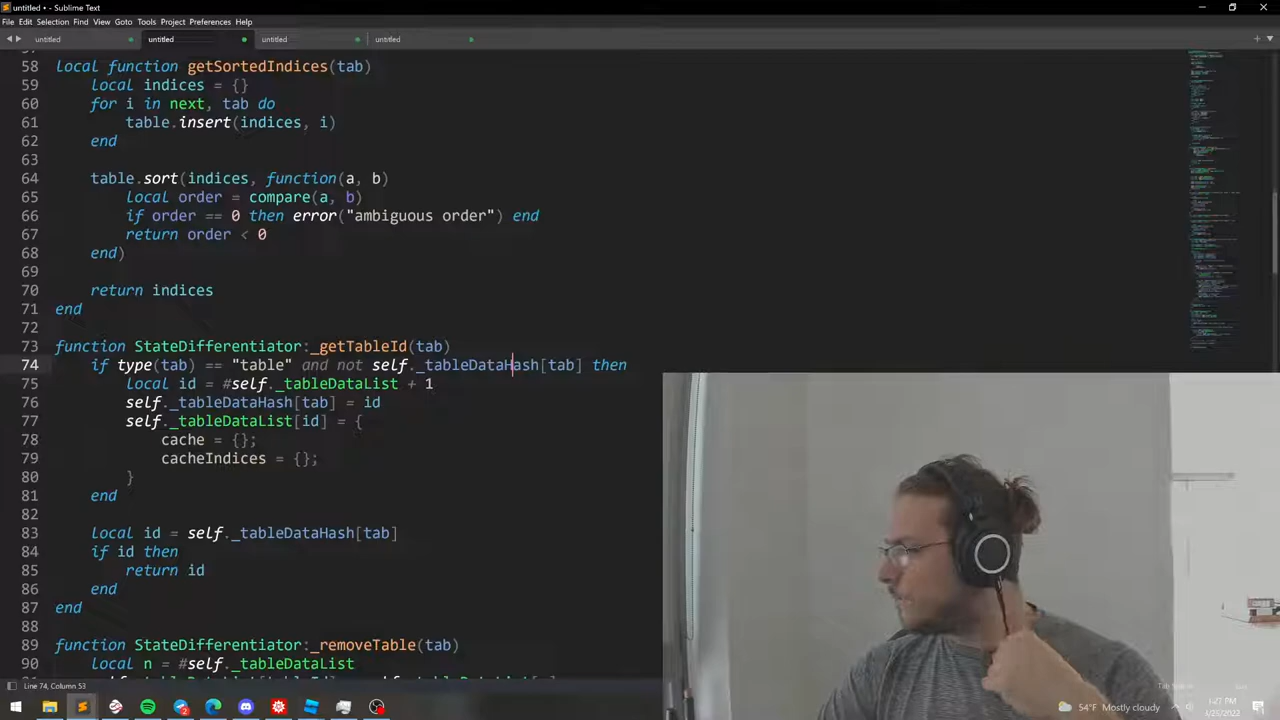 untitled • - Sublime Text
File Edit Selection Find View Goto Tools Project Preferences Help
untitled untitled untitled untitled
58 local function getSortedIndices(tab)
59 local indices = {}
60 for i in next, tab do
61 table.insert(indices, i)
62 end
63
64 table.sort(indices, function(a, b)
65 local order = compare(a, b)
66 if order == 0 then error("ambiguous order") end
67 return order < 0
68 end)
69
70 return indices
71 end
72
73 function StateDifferentiator:_getTableId(tab)
74 if type(tab) == "table" and not self._tableDataHash[tab] then
75 local id = #self._tableDataList + 1
76 self._tableDataHash[tab] = id
77 self._tableDataList[id] = {
78 cache = {};
79 cacheIndices = {};
80 }
81 end
82
83 local id = self._tableDataHash[tab]
84 if id then
85 return id
86 end
87 end
88
89 function StateDifferentiator:_removeTable(tab)
90 local n = #self._tableDataList
Line 74, Column 53
54°F Mostly cloudy
1:27 PM